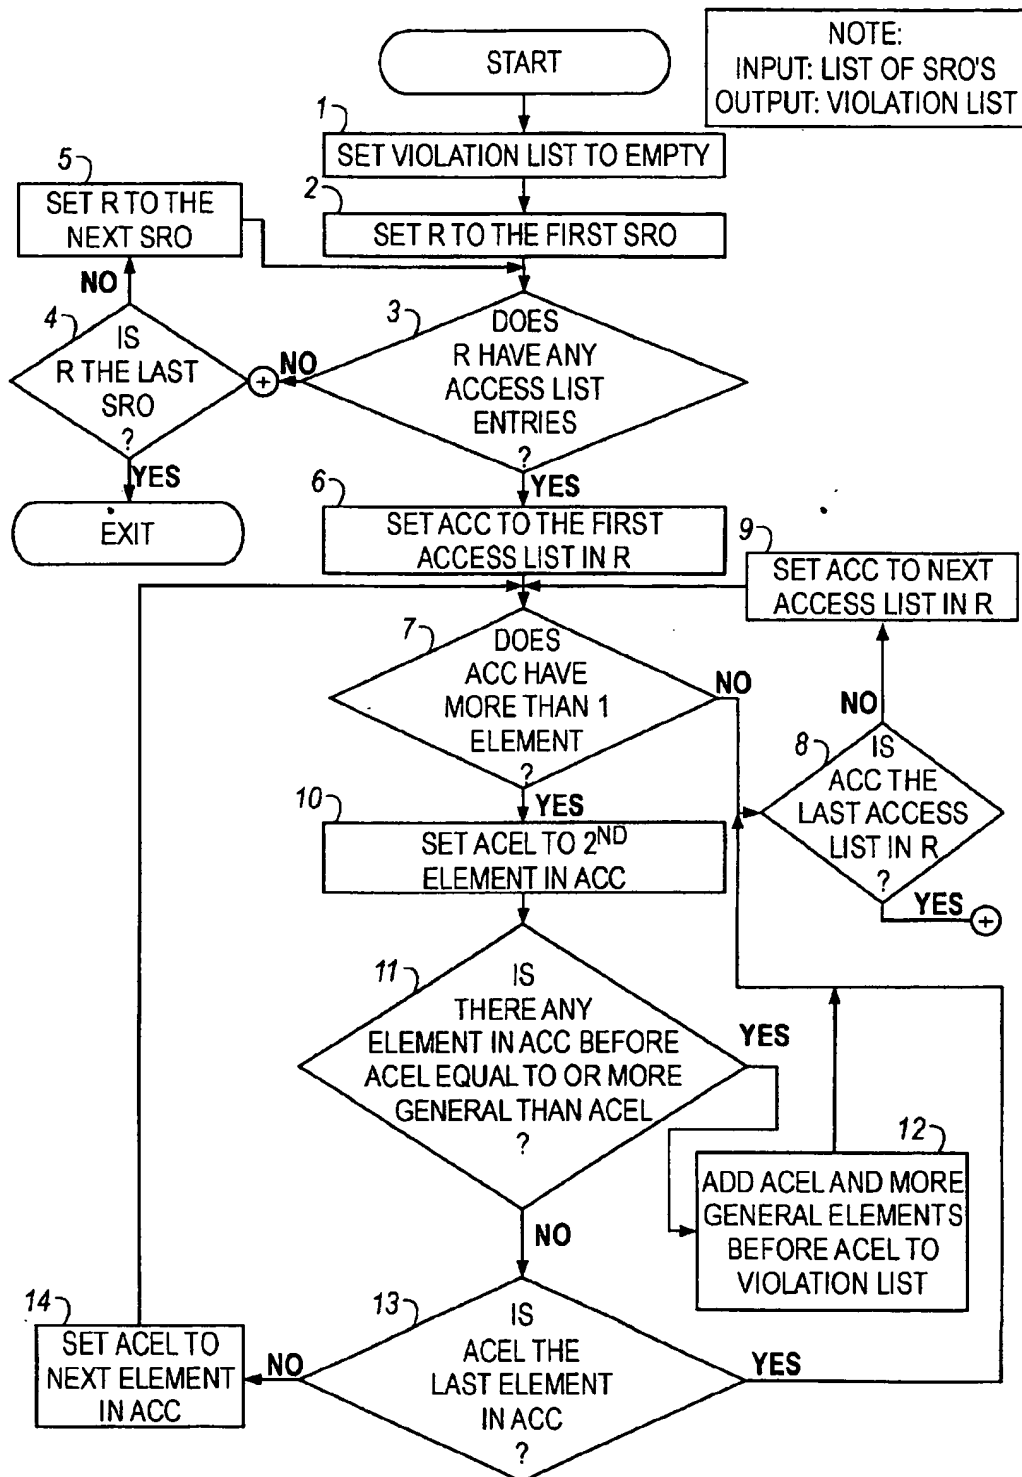 START
NOTE:
INPUT: LIST OF SRO'S
OUTPUT: VIOLATION LIST
1
SET VIOLATION LIST TO EMPTY
5
SET R TO THE
NEXT SRO
2
SET R TO THE FIRST SRO
NO
4
IS
R THE LAST
SRO
?
YES
EXIT
3
DOES
R HAVE ANY
ACCESS LIST
ENTRIES
?
NO
+
YES
6
SET ACC TO THE FIRST
ACCESS LIST IN R
9
SET ACC TO NEXT
ACCESS LIST IN R
7
DOES
ACC HAVE
MORE THAN 1
ELEMENT
?
NO
YES
NO
8
IS
ACC THE
LAST ACCESS
LIST IN R
?
YES
+
10
SET ACEL TO 2ND
ELEMENT IN ACC
11
IS
THERE ANY
ELEMENT IN ACC BEFORE
ACEL EQUAL TO OR MORE
GENERAL THAN ACEL
?
YES
NO
12
ADD ACEL AND MORE
GENERAL ELEMENTS
BEFORE ACEL TO
VIOLATION LIST
13
IS
ACEL THE
LAST ELEMENT
IN ACC
?
NO
YES
14
SET ACEL TO
NEXT ELEMENT
IN ACC